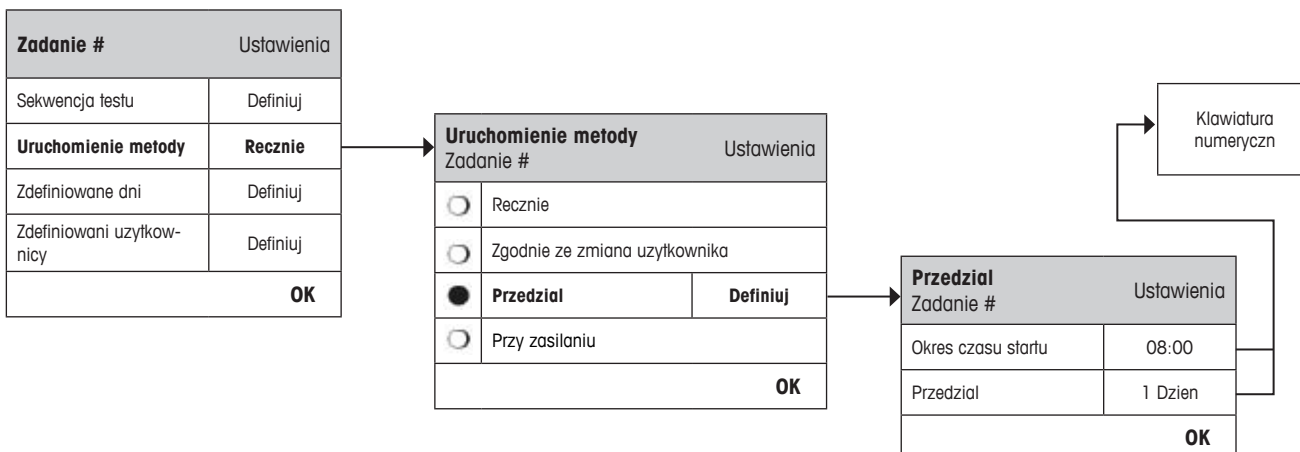 Zadanie # Ustawienia
Sekwencja testu Definiuj
Uruchomienie metody Recznie
Zdefiniowane dni Definiuj
Zdefiniowani uzytkow-
nicy Definiuj
OK
Uruchomienie metody
Zadanie # Ustawienia
Recznie
Zgodnie ze zmiana uzytkownika
Przedzial Definiuj
Przy zasilaniu
OK
Przedzial
Zadanie # Ustawienia
Okres czasu startu 08:00
Przedzial 1 Dzien
OK
Klawiatura
numeryczn